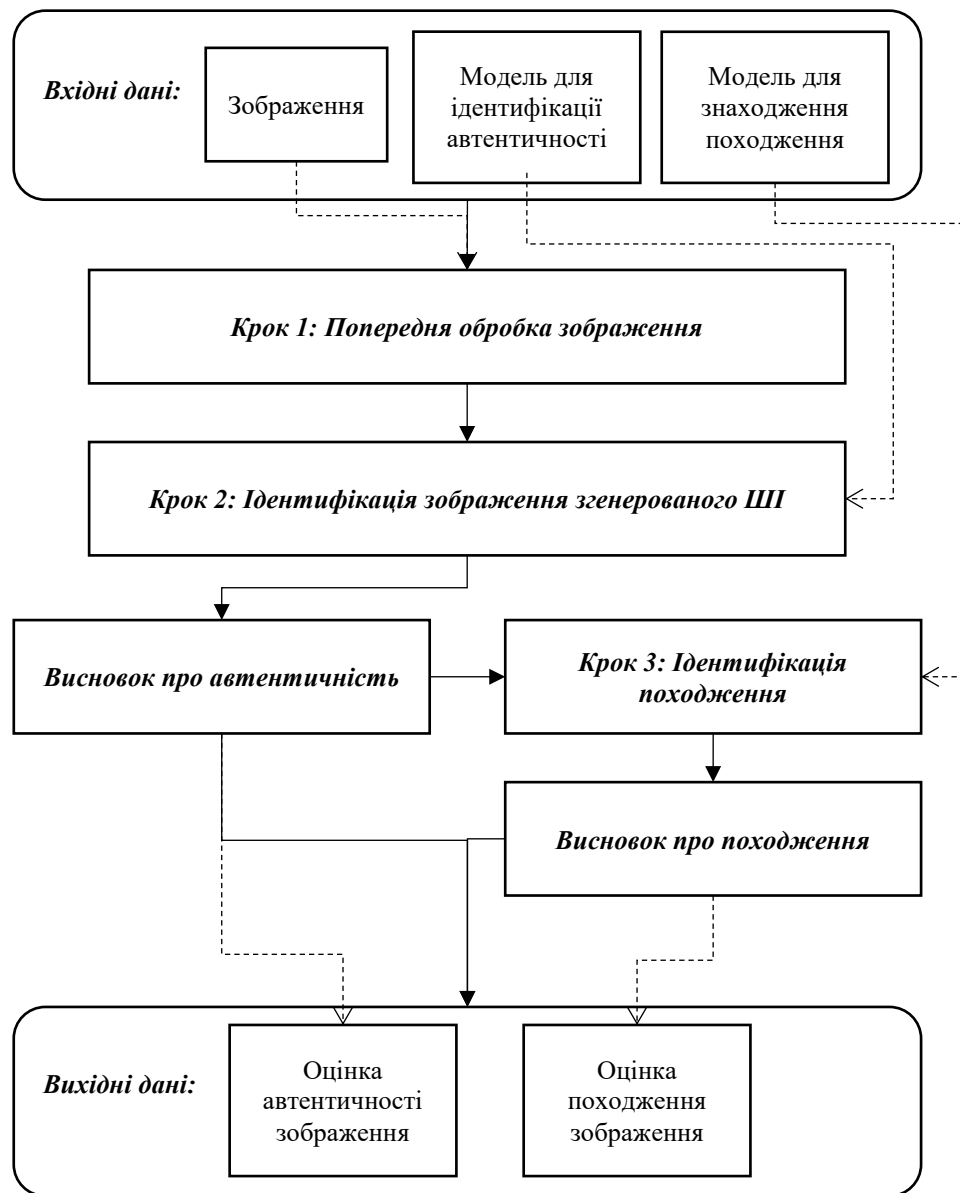 Вхідні дані:
Зображення
Модель для
ідентифікації
автентичності
Модель для
знаходження
походження
Крок 1: Попередня обробка зображення
Крок 2: Ідентифікація зображення згенерованого ШІ
Висновок про автентичність
Крок 3: Ідентифікація
походження
Висновок про походження
Вихідні дані:
Оцінка
автентичності
зображення
Оцінка
походження
зображення